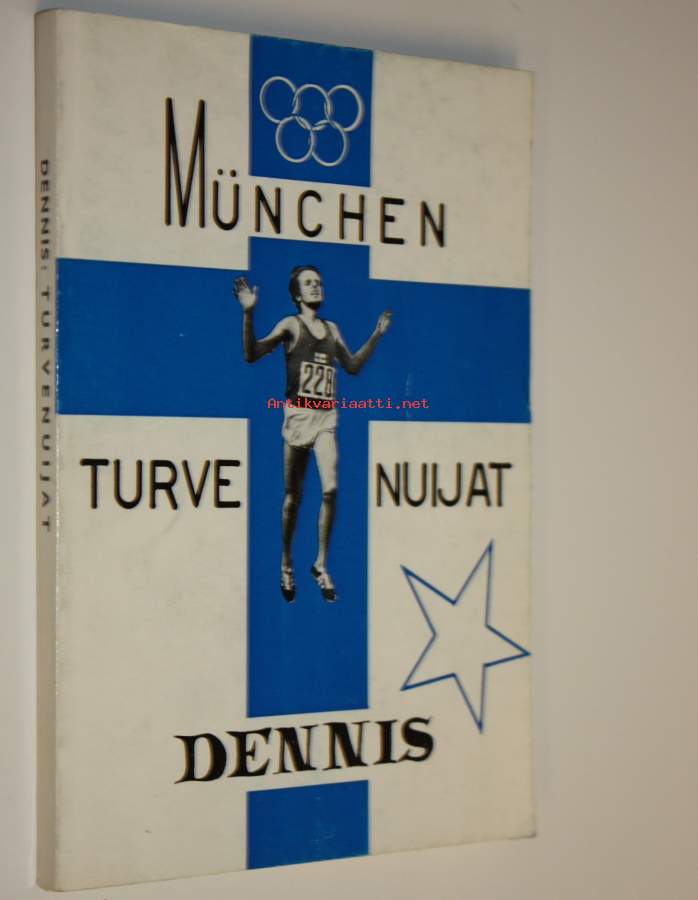 MÜNCHEN
228
Antikvariaatti.net
TURVE NUIJAT
DENNIS
DENNIS: TURVENUIJAT